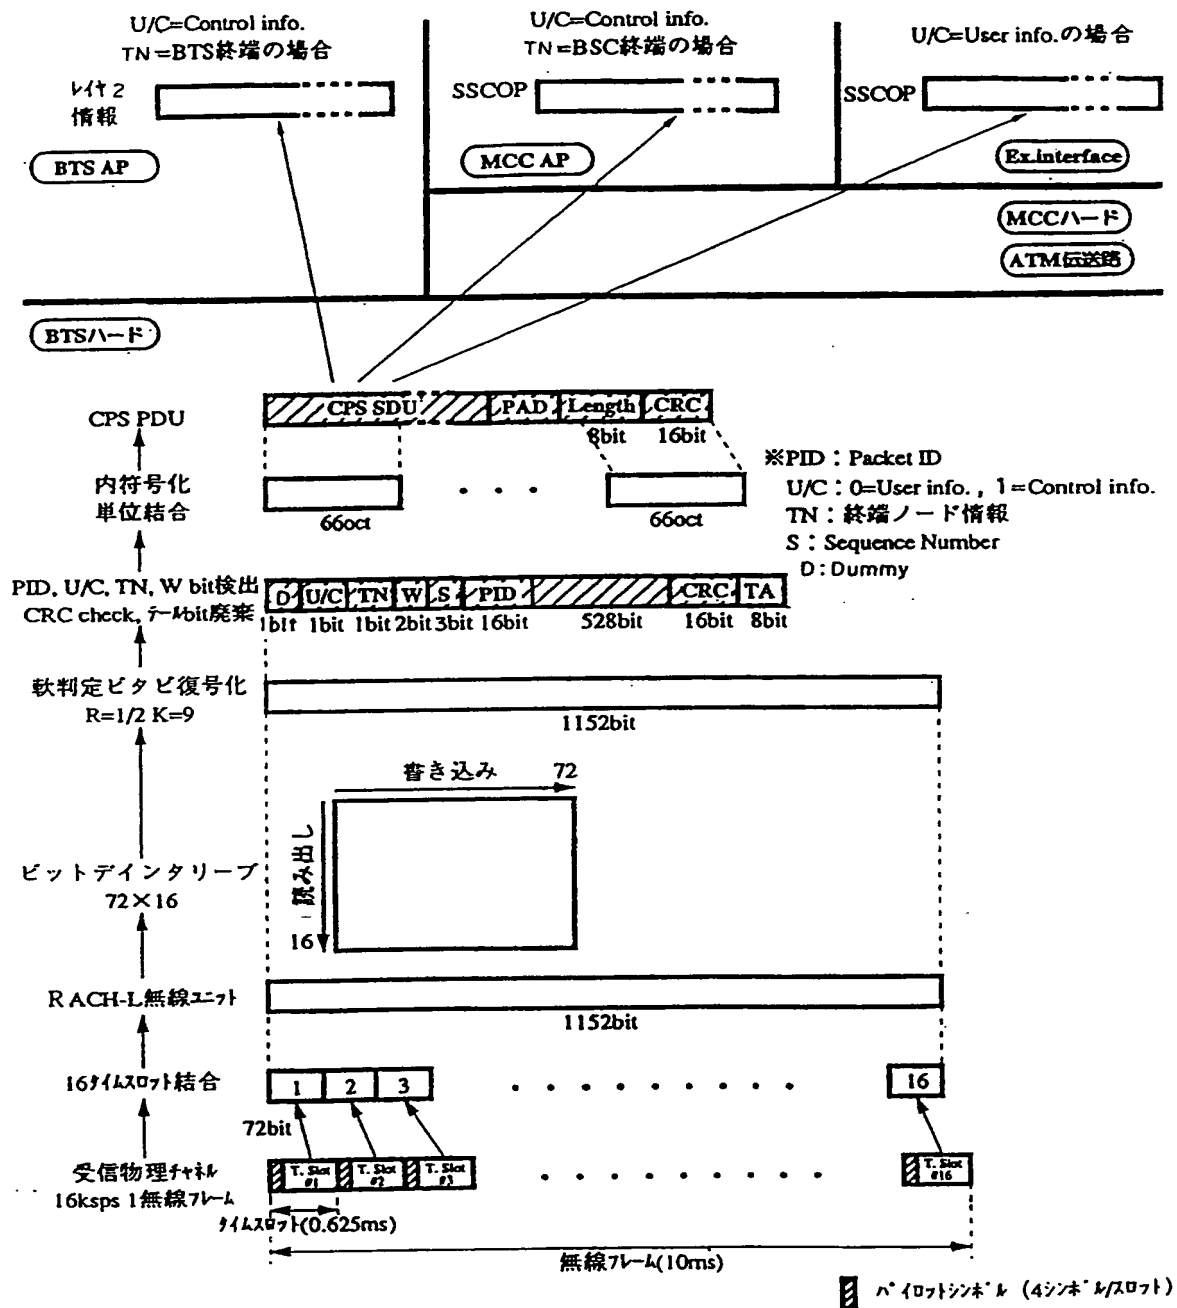 U/C=Control info.
TN=BTS終端の場合
U/C=Control info.
TN=BSC終端の場合
U/C=User info.の場合
レイヤ2
情報
SSCOP
SSCOP
BTS AP
MCC AP
Ex.interface
MCCハード
ATM伝送路
BTSハード
CPS PDU
CPS SDU
PAD
Length
CRC
8bit
16bit
内符号化
単位結合
66oct
・・・
66oct
※PID：Packet ID
U/C：0=User info., 1=Control info.
TN：終端ノード情報
S：Sequence Number
D：Dummy
PID, U/C, TN, W bit検出
CRC check, テールbit廃棄
D
U/C
TN
W
S
PID
CRC
TA
1bit
1bit
1bit
2bit
3bit
16bit
528bit
16bit
8bit
軟判定ビタビ復号化
R=1/2 K=9
1152bit
書き込み
72
読み出し
16
ビットデインタリーブ
72×16
RACH-L無線ユニット
1152bit
16タイムスロット結合
1
2
3
・・・・・・・・・
16
72bit
受信物理チャネル
16ksps 1無線フレーム
T. Slot
#1
T. Slot
#2
T. Slot
#3
・・・・・・・・・
T. Slot
#16
タイムスロット(0.625ms)
無線フレーム(10ms)
パイロットシンボル (4シンボル/スロット)